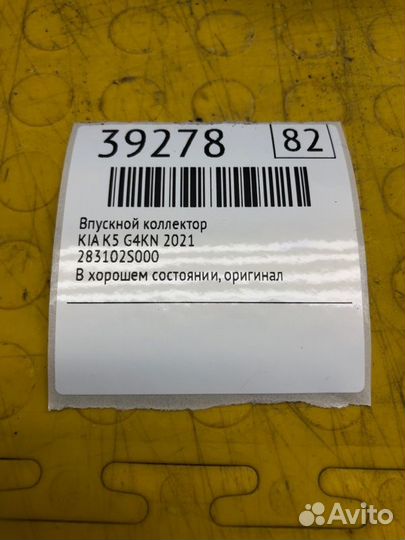 39278 82
Впускной коллектор
KIA K5 G4KN 2021
283102S000
В хорошем состоянии, оригинал
Avito